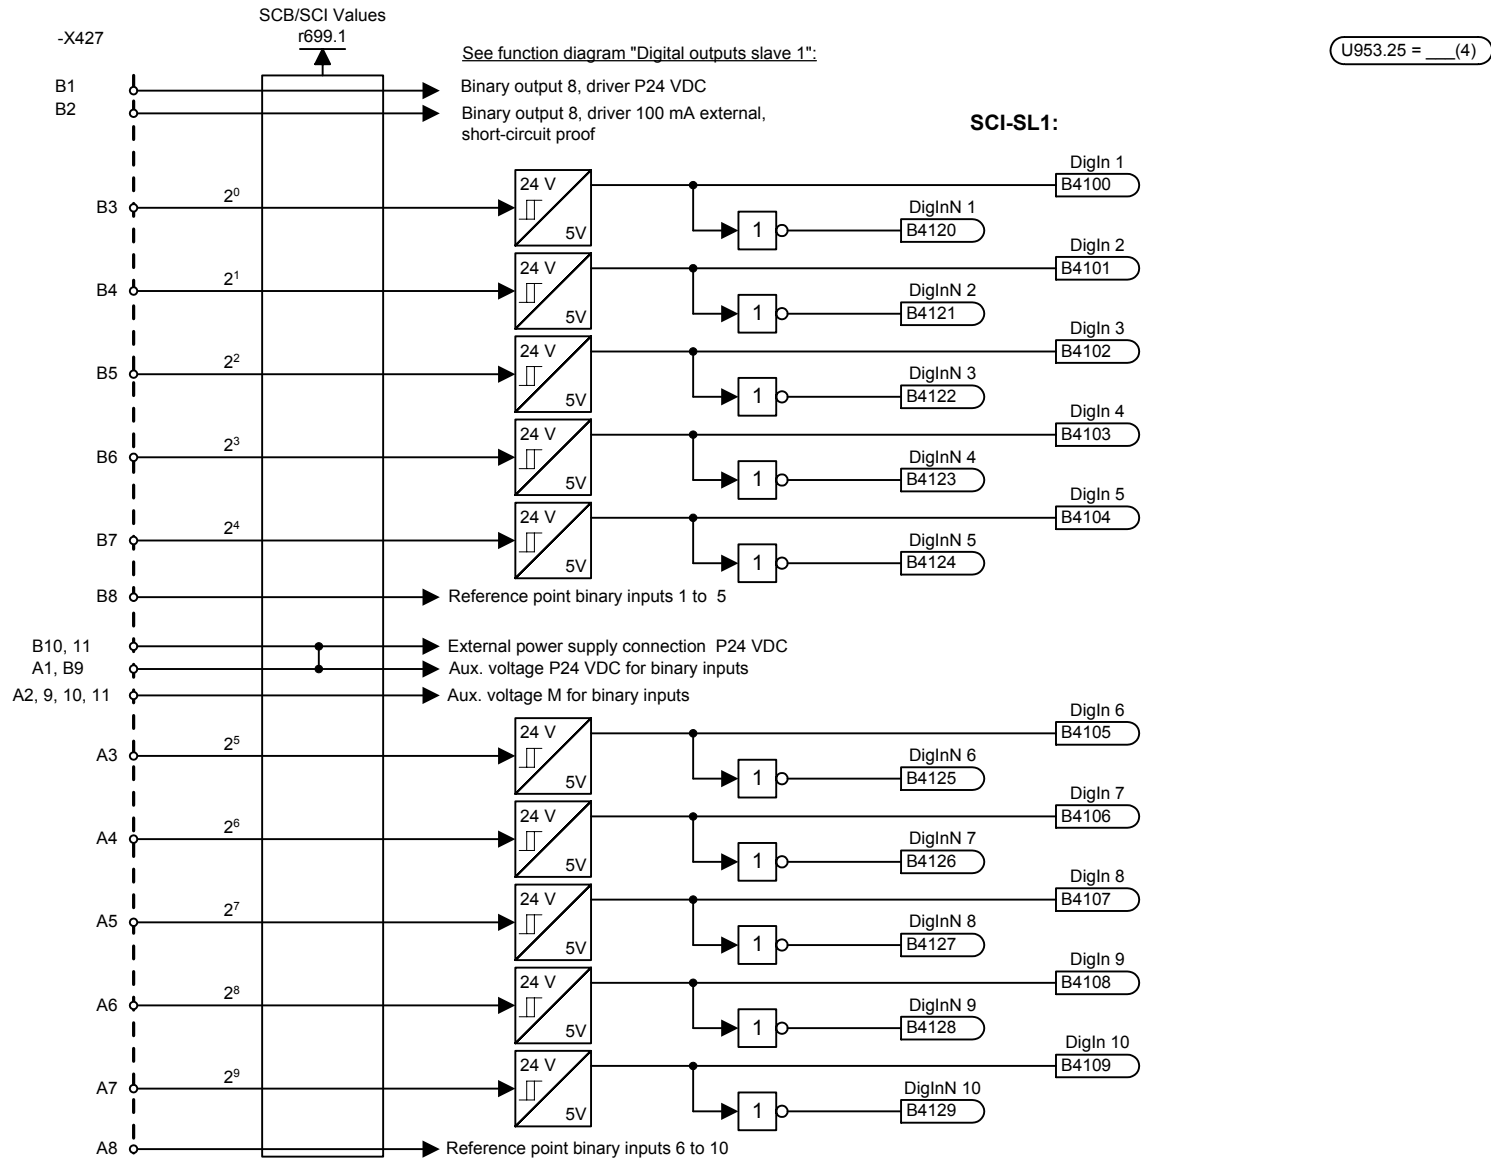 SCB/SCI Values
-X427
r699.1
See function diagram "Digital outputs slave 1":
U953.25 = ___(4)
B1
Binary output 8, driver P24 VDC
B2
Binary output 8, driver 100 mA external,
short-circuit proof
SCI-SL1:
DigIn 1
24 V
B4100
B3
2⁰
DigInN 1
5V
1
B4120
DigIn 2
24 V
B4101
B4
2¹
DigInN 2
5V
1
B4121
DigIn 3
24 V
B4102
B5
2²
DigInN 3
5V
1
B4122
DigIn 4
24 V
B4103
B6
2³
DigInN 4
5V
1
B4123
DigIn 5
24 V
B4104
B7
2⁴
DigInN 5
5V
1
B4124
B8
Reference point binary inputs 1 to 5
B10, 11
External power supply connection P24 VDC
A1, B9
Aux. voltage P24 VDC for binary inputs
A2, 9, 10, 11
Aux. voltage M for binary inputs
DigIn 6
24 V
B4105
A3
2⁵
DigInN 6
5V
1
B4125
DigIn 7
24 V
B4106
A4
2⁶
DigInN 7
5V
1
B4126
DigIn 8
24 V
B4107
A5
2⁷
DigInN 8
5V
1
B4127
DigIn 9
24 V
B4108
A6
2⁸
DigInN 9
5V
1
B4128
DigIn 10
24 V
B4109
A7
2⁹
DigInN 10
5V
1
B4129
A8
Reference point binary inputs 6 to 10